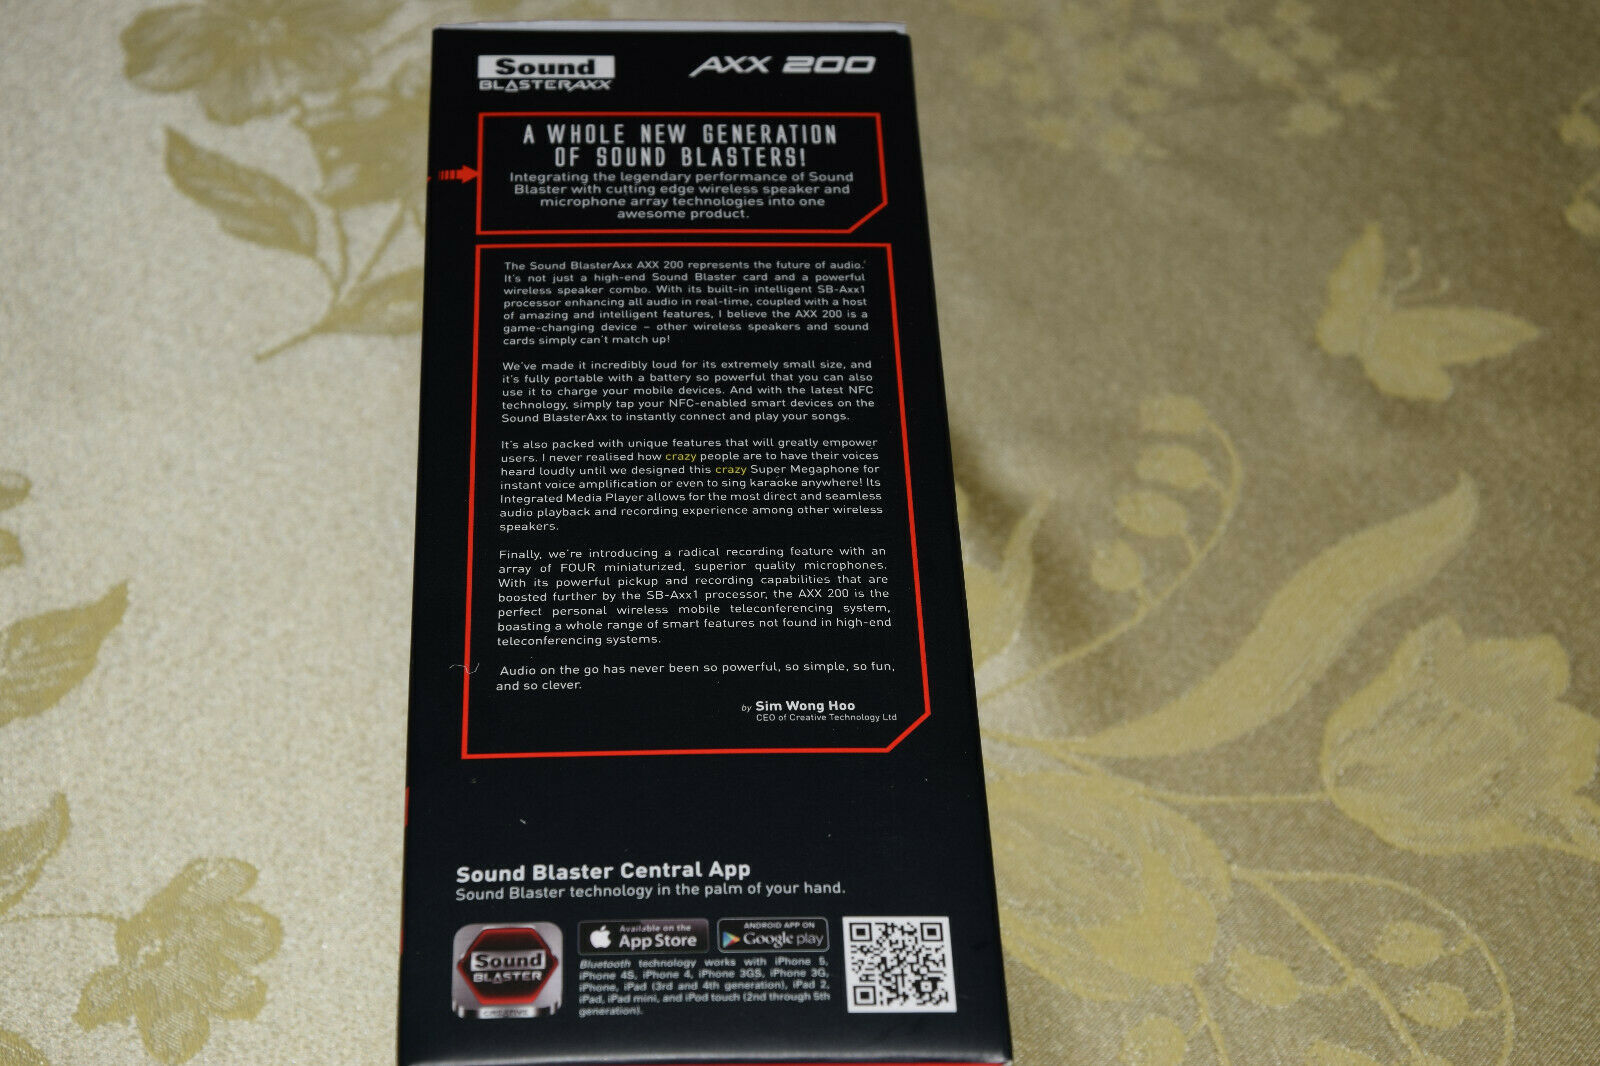 Sound
BLASTERAXX
AXX 200
A WHOLE NEW GENERATION
OF SOUND BLASTERS!
Integrating the legendary performance of Sound
Blaster with cutting edge wireless speaker and
microphone array technologies into one
awesome product.
The Sound BlasterAxx AXX 200 represents the future of audio.
It's not just a high-end Sound Blaster card and a powerful
wireless speaker combo. With its built-in intelligent SB-Axx1
processor enhancing all audio in real-time, coupled with a host
of amazing and intelligent features, I believe the AXX 200 is a
game-changing device – other wireless speakers and sound
cards simply can't match up!
We've made it incredibly loud for its extremely small size, and
it's fully portable with a battery so powerful that you can also
use it to charge your mobile devices. And with the latest NFC
technology, simply tap your NFC-enabled smart devices on the
Sound BlasterAxx to instantly connect and play your songs.
It's also packed with unique features that will greatly empower
users. I never realised how crazy people are to have their voices
heard loudly until we designed this crazy Super Megaphone for
instant voice amplification or even to sing karaoke anywhere! Its
Integrated Media Player allows for the most direct and seamless
audio playback and recording experience among other wireless
speakers.
Finally, we're introducing a radical recording feature with an
array of FOUR miniaturized, superior quality microphones.
With its powerful pickup and recording capabilities that are
boosted further by the SB-Axx1 processor, the AXX 200 is the
perfect personal wireless mobile teleconferencing system,
boasting a whole range of smart features not found in high-end
teleconferencing systems.
Audio on the go has never been so powerful, so simple, so fun,
and so clever.
by Sim Wong Hoo
CEO of Creative Technology Ltd
Sound Blaster Central App
Sound Blaster technology in the palm of your hand.
Sound
BLASTER
CREATIVE
Available on the
App Store
ANDROID APP ON
Google play
Bluetooth technology works with iPhone 5,
iPhone 4S, iPhone 4, iPhone 3GS, iPhone 3G,
iPhone, iPad (3rd and 4th generation), iPad 2,
iPad, iPad mini, and iPod touch (2nd through 5th
generation).